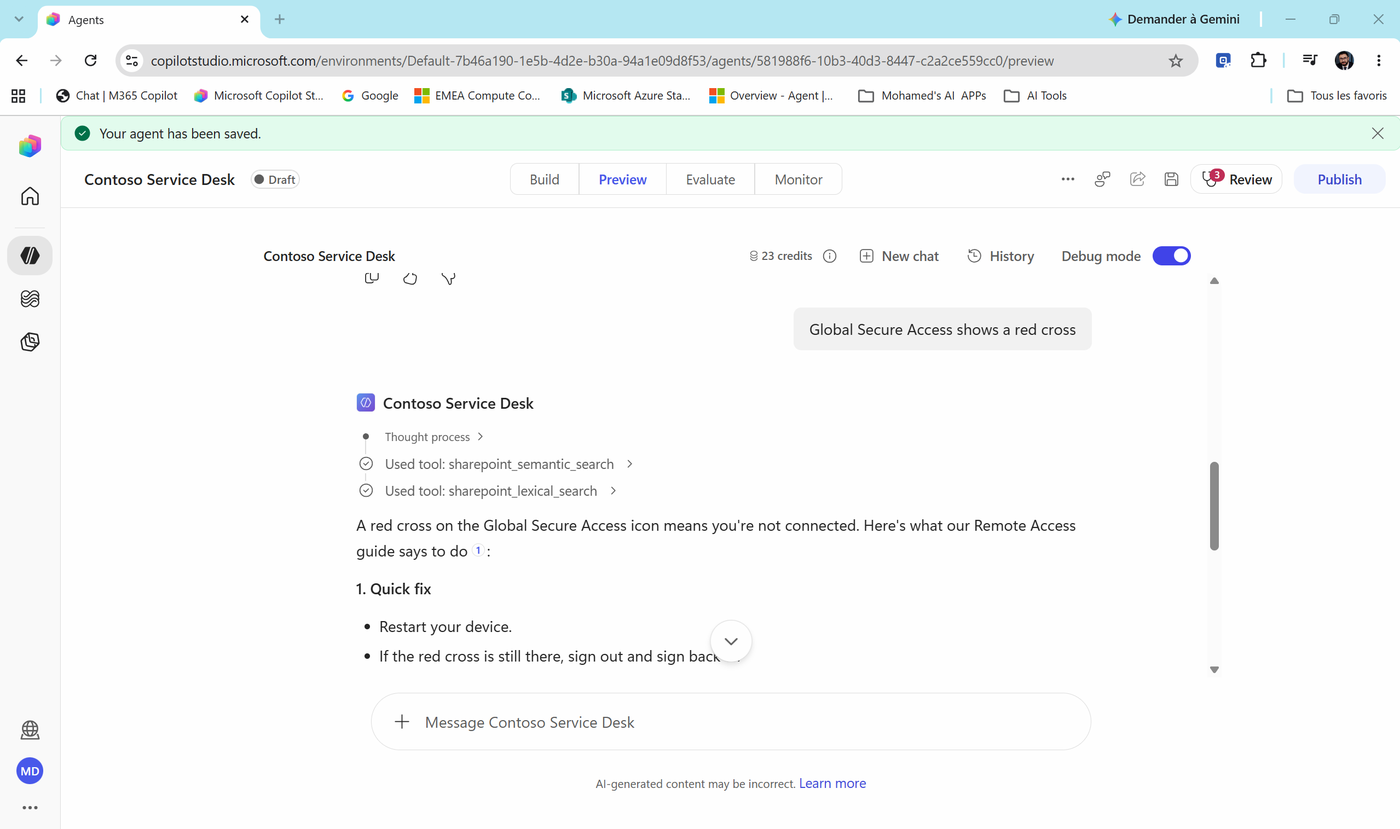 Agents
Demander à Gemini
copilotstudio.microsoft.com/environments/Default-7b46a190-1e5b-4d2e-b30a-94a1e09d8f53/agents/581988f6-10b3-40d3-8447-c2a2ce559cc0/preview
Chat | M365 Copilot
Microsoft Copilot St...
Google
EMEA Compute Co...
Microsoft Azure Sta...
Overview - Agent |...
Mohamed's AI APPs
AI Tools
Tous les favoris
Your agent has been saved.
Contoso Service Desk
Draft
Build
Preview
Evaluate
Monitor
3
Review
Publish
Contoso Service Desk
23 credits
New chat
History
Debug mode
Global Secure Access shows a red cross
Contoso Service Desk
Thought process
Used tool: sharepoint_semantic_search
Used tool: sharepoint_lexical_search
A red cross on the Global Secure Access icon means you're not connected. Here's what our Remote Access
guide says to do 1 :
1. Quick fix
• Restart your device.
• If the red cross is still there, sign out and sign back
Message Contoso Service Desk
MD
AI-generated content may be incorrect. Learn more